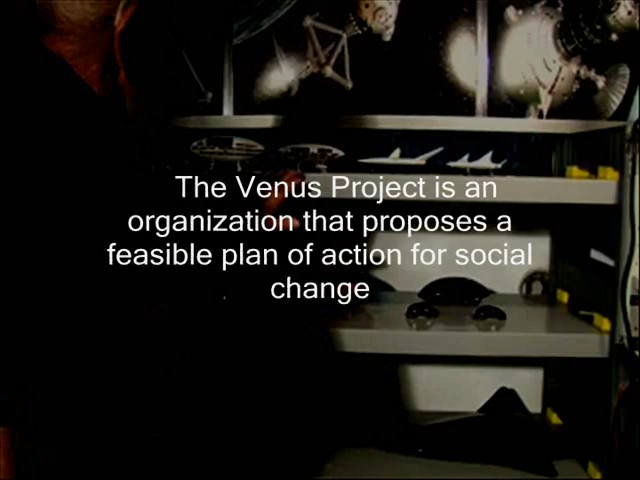 The Venus Project is an
organization that proposes a
feasible plan of action for social
change